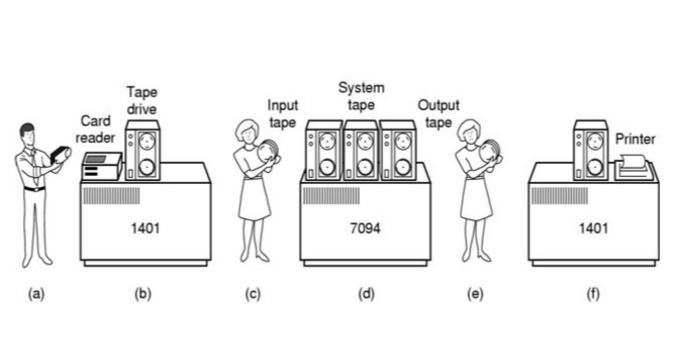 Card
reader
Tape
drive
Input
tape
System
tape
Output
tape
Printer
1401
7094
1401
(a)
(b)
(c)
(d)
(e)
(f)